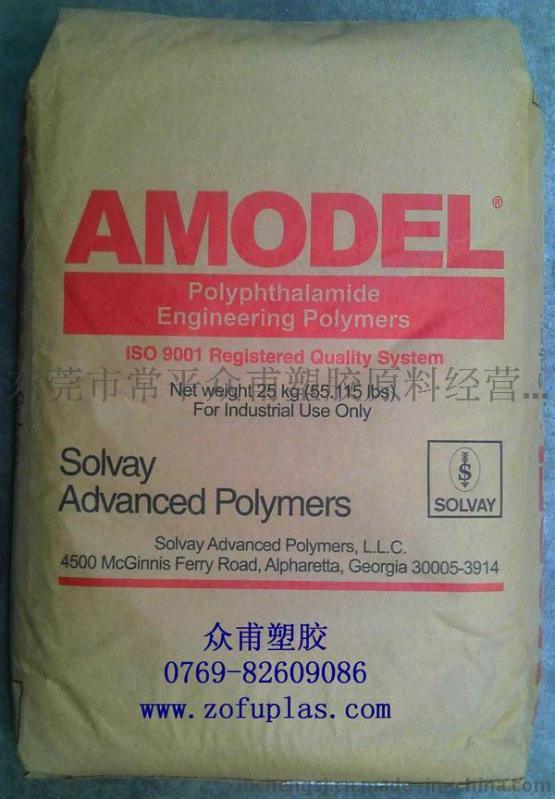 AMODEL®
Polyphthalamide
Engineering Polymers
ISO 9001 Registered Quality System
东莞市常平众甫塑胶原料经营...
Net weight 25 kg (55.115 lbs)
For Industrial Use Only
Solvay
Advanced Polymers
S
SOLVAY
Solvay Advanced Polymers, L.L.C.
4500 McGinnis Ferry Road, Alpharetta, Georgia 30005-3914
众甫塑胶
0769-82609086
www.zofuplas.com